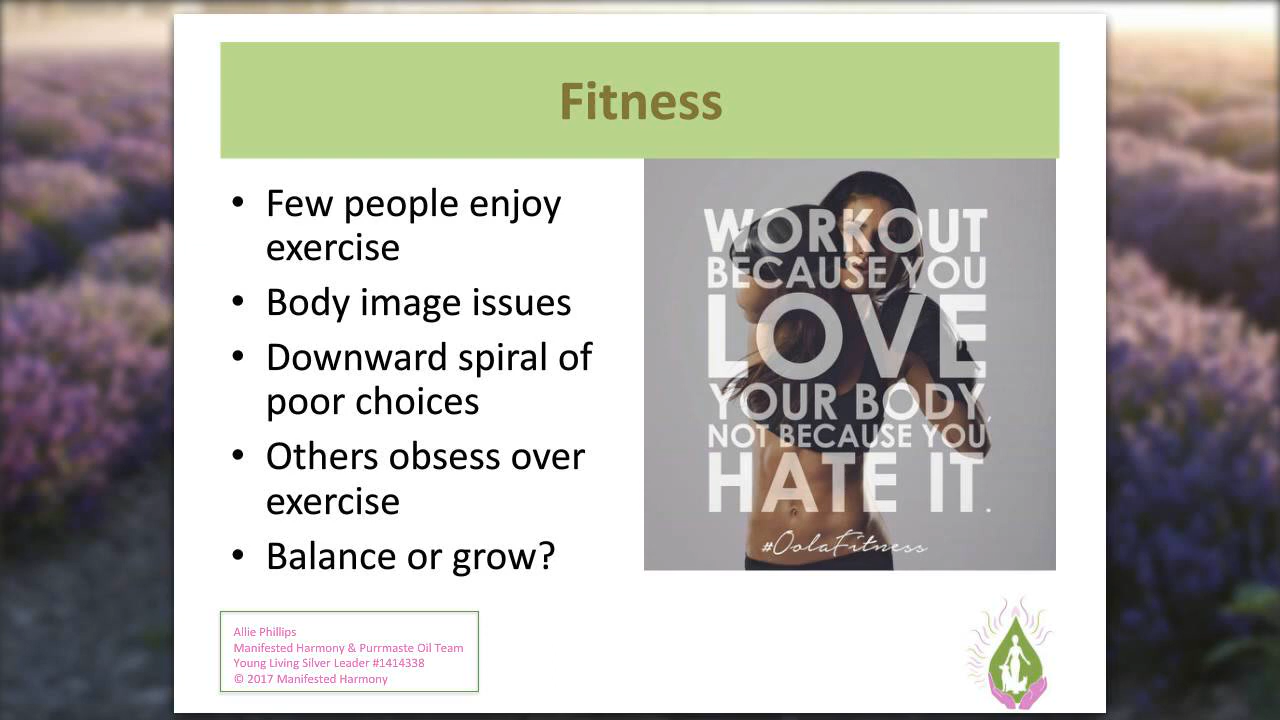 Fitness
• Few people enjoy
exercise
• Body image issues
• Downward spiral of
poor choices
• Others obsess over
exercise
• Balance or grow?
WORKOUT
BECAUSE YOU
LOVE
YOUR BODY,
NOT BECAUSE YOU
HATE IT.
#OolaFitness
Allie Phillips
Manifested Harmony & Purrmaste Oil Team
Young Living Silver Leader #1414338
© 2017 Manifested Harmony